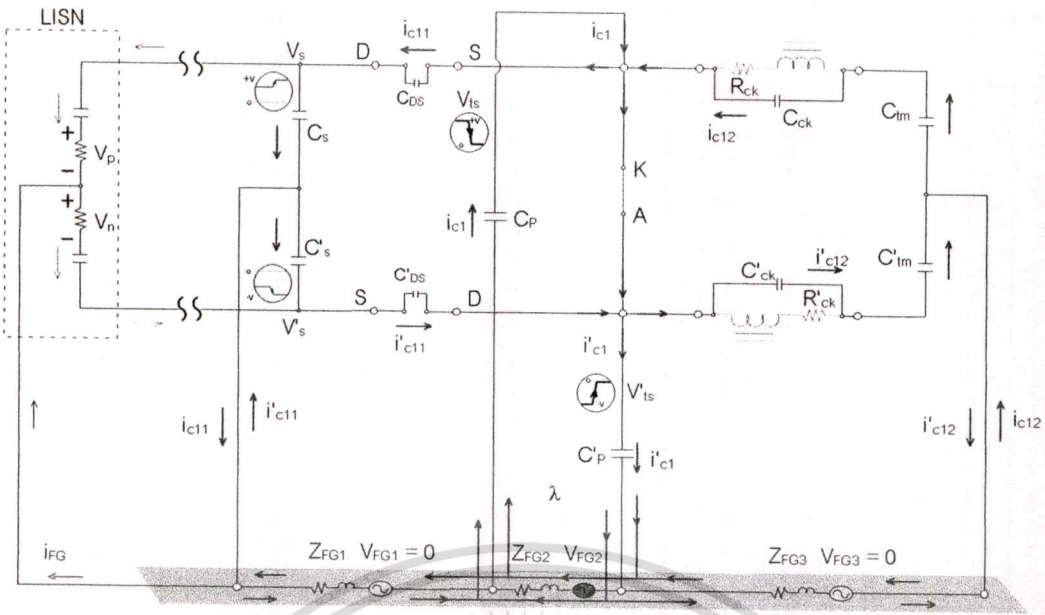 LISN
i_c11
i_c1
V_s
D
S
+v
o
C_DS
V_ts
+v
o
C_s
R_ck
C_ck
i_c12
C_tm
+
V_p
-
+
V_n
-
K
A
i_c1
C_P
C'_s
o
-v
C'_DS
S
D
V'_s
i'_c11
C'_ck
i'_c12
R'_ck
C'_tm
i'_c1
o
-v
V'_ts
i_c11
i'_c11
C'_P
i'_c1
i'_c12
i_c12
λ
i_FG
Z_FG1 V_FG1 = 0
Z_FG2 V_FG2
Z_FG3 V_FG3 = 0